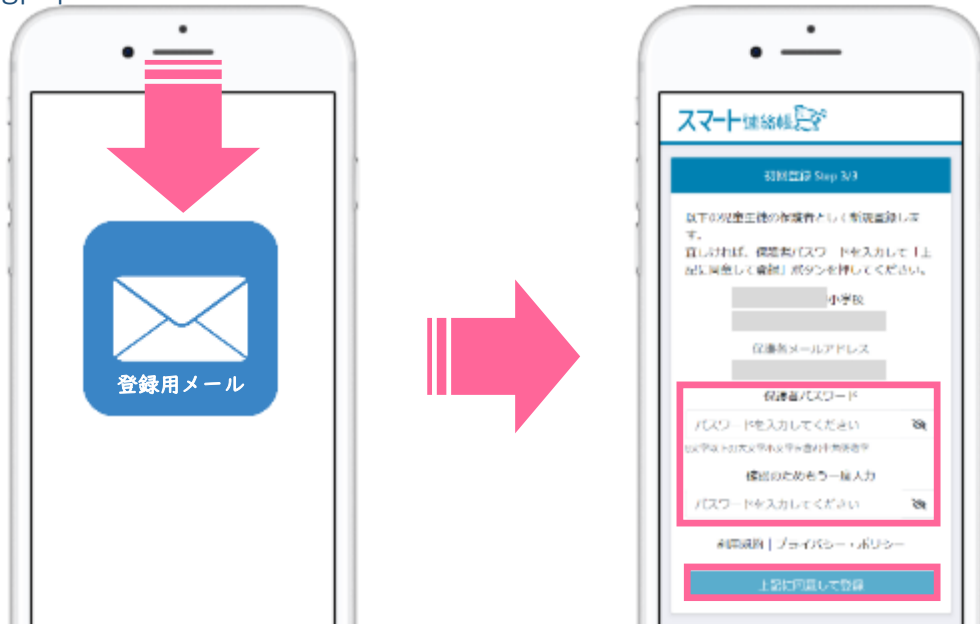 登録用メール
スマート連絡帳
初回登録 Step 3/3
以下の児童生徒の保護者として新規登録しま
す。
宜しければ、保護者パスワードを入力して「上
記に同意して登録」ボタンを押してください。
小学校
保護者メールアドレス
保護者パスワード
パスワードを入力してください
確認のためもう一度入力
パスワードを入力してください
利用規約 | プライバシー・ポリシー
上記に同意して登録